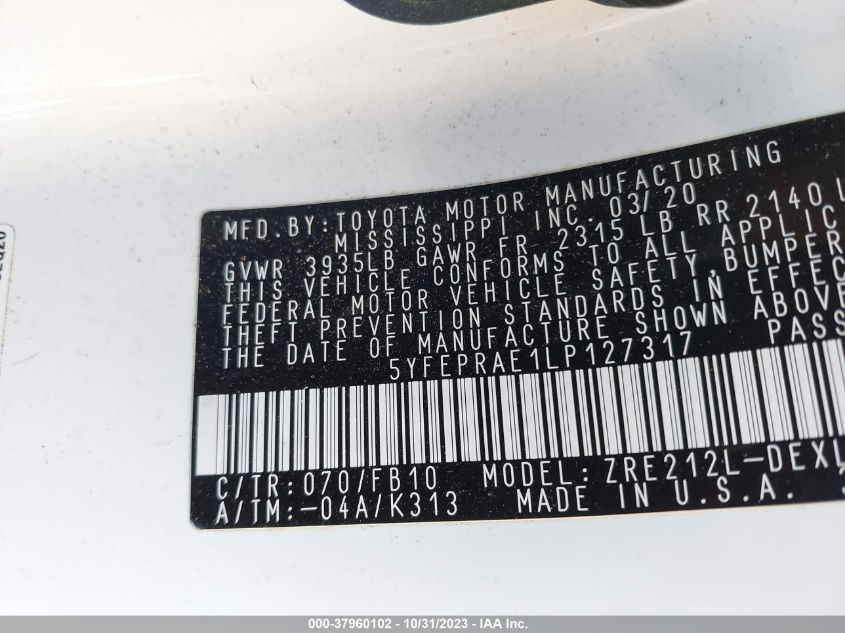 MFD. BY: TOYOTA MOTOR MANUFACTURING
MISSISSIPPI INC. 03/20
GVWR 3935LB GAWR FR 2315 LB RR 2140 L
THIS VEHICLE CONFORMS TO ALL APPLIC
FEDERAL MOTOR VEHICLE SAFETY, BUMPER
THEFT PREVENTION STANDARDS IN EFFEC
THE DATE OF MANUFACTURE SHOWN ABOVE
5YFEPRAE1LP127317 PASS
C/TR: 070/FB10 MODEL: ZRE212L-DEXL
A/TM: -04A/K313 MADE IN U.S.A.
000-37960102 - 10/31/2023 - IAA Inc.